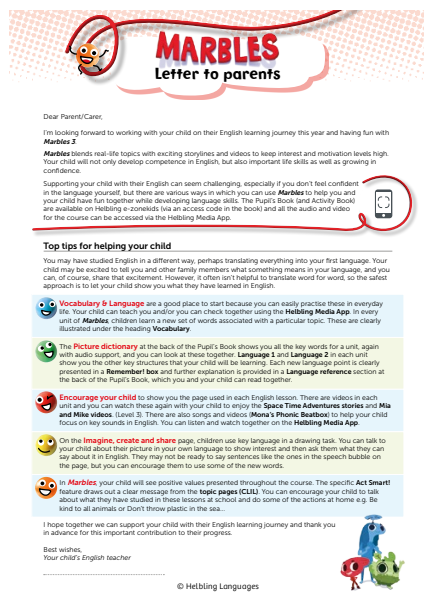 MARBLES
Letter to parents
Dear Parent/Carer,
I'm looking forward to working with your child on their English learning journey this year and having fun with
Marbles 3.
Marbles blends real-life topics with exciting storylines and videos to keep interest and motivation levels high.
Your child will not only develop competence in English, but also important life skills as well as growing in
confidence.
Supporting your child with their English can seem challenging, especially if you don't feel confident
in the language yourself, but there are various ways in which you can use Marbles to help you and
your child have fun together while developing language skills. The Pupil's Book (and Activity Book)
are available on Helbling e-zonekids (via an access code in the book) and all the audio and video
for the course can be accessed via the Helbling Media App.
Top tips for helping your child
You may have studied English in a different way, perhaps translating everything into your first language. Your
child may be excited to tell you and other family members what something means in your language, and you
can, of course, share that excitement. However, it often isn't helpful to translate word for word, so the safest
approach is to let your child show you what they have learned in English.
Vocabulary & Language are a good place to start because you can easily practise these in everyday
life. Your child can teach you and/or you can check together using the Helbling Media App. In every
unit of Marbles, children learn a new set of words associated with a particular topic. These are clearly
illustrated under the heading Vocabulary.
The Picture dictionary at the back of the Pupil's Book shows you all the key words for a unit, again
with audio support, and you can look at these together. Language 1 and Language 2 in each unit
show you the other key structures that your child will be learning. Each new language point is clearly
presented in a Remember! box and further explanation is provided in a Language reference section at
the back of the Pupil's Book, which you and your child can read together.
Encourage your child to show you the page used in each English lesson. There are videos in each
unit and you can watch these again with your child to enjoy the Space Time Adventures stories and Mia
and Mike videos. (Level 3). There are also songs and videos (Mona's Phonic Beatbox) to help your child
focus on key sounds in English. You can listen and watch together on the Helbling Media App.
On the Imagine, create and share page, children use key language in a drawing task. You can talk to
your child about their picture in your own language to show interest and then ask them what they can
say about it in English. They may not be ready to say sentences like the ones in the speech bubble on
the page, but you can encourage them to use some of the new words.
In Marbles, your child will see positive values presented throughout the course. The specific Act Smart!
feature draws out a clear message from the topic pages (CLIL). You can encourage your child to talk
about what they have studied in these lessons at school and do some of the actions at home e.g. Be
kind to all animals or Don't throw plastic in the sea...
I hope together we can support your child with their English learning journey and thank you
in advance for this important contribution to their progress.
Best wishes,
Your child's English teacher
© Helbling Languages